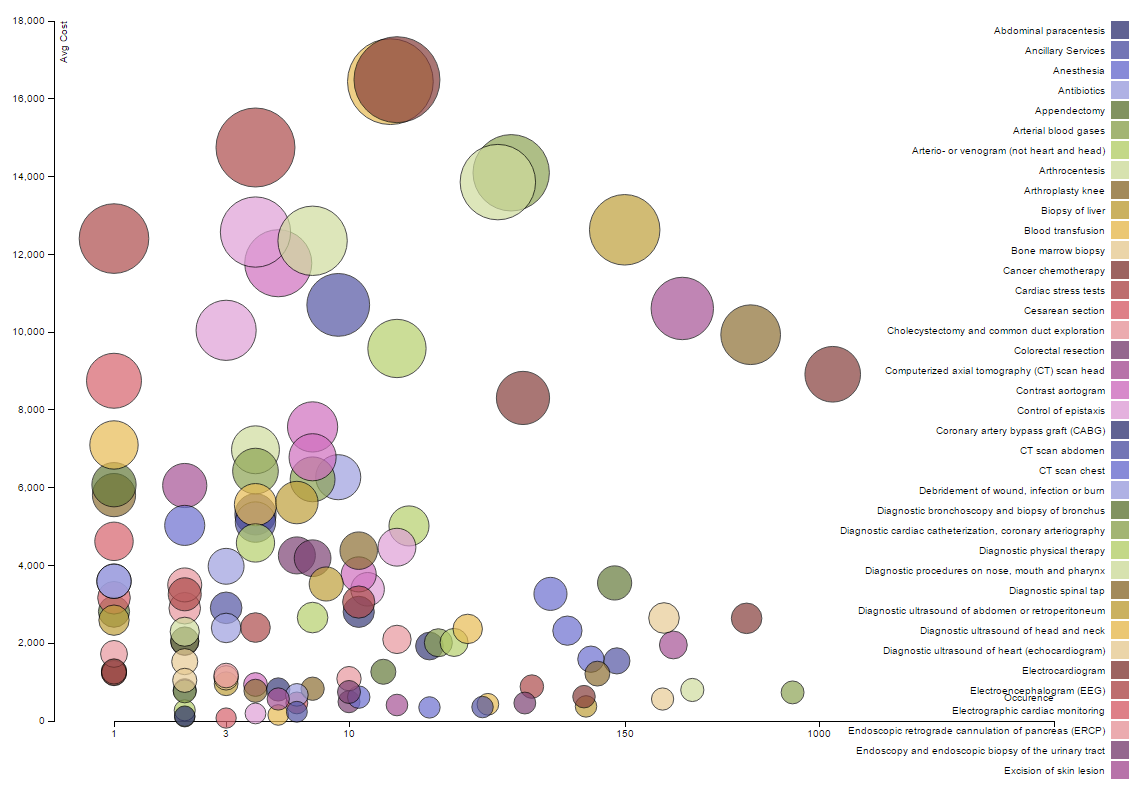 18,000
Avg Cost
16,000
14,000
12,000
10,000
8,000
6,000
4,000
2,000
0
1
3
10
150
1000
Occurence
Abdominal paracentesis
Ancillary Services
Anesthesia
Antibiotics
Appendectomy
Arterial blood gases
Arterio- or venogram (not heart and head)
Arthrocentesis
Arthroplasty knee
Biopsy of liver
Blood transfusion
Bone marrow biopsy
Cancer chemotherapy
Cardiac stress tests
Cesarean section
Cholecystectomy and common duct exploration
Colorectal resection
Computerized axial tomography (CT) scan head
Contrast aortogram
Control of epistaxis
Coronary artery bypass graft (CABG)
CT scan abdomen
CT scan chest
Debridement of wound, infection or burn
Diagnostic bronchoscopy and biopsy of bronchus
Diagnostic cardiac catheterization, coronary arteriography
Diagnostic physical therapy
Diagnostic procedures on nose, mouth and pharynx
Diagnostic spinal tap
Diagnostic ultrasound of abdomen or retroperitoneum
Diagnostic ultrasound of head and neck
Diagnostic ultrasound of heart (echocardiogram)
Electrocardiogram
Electroencephalogram (EEG)
Electrographic cardiac monitoring
Endoscopic retrograde cannulation of pancreas (ERCP)
Endoscopy and endoscopic biopsy of the urinary tract
Excision of skin lesion